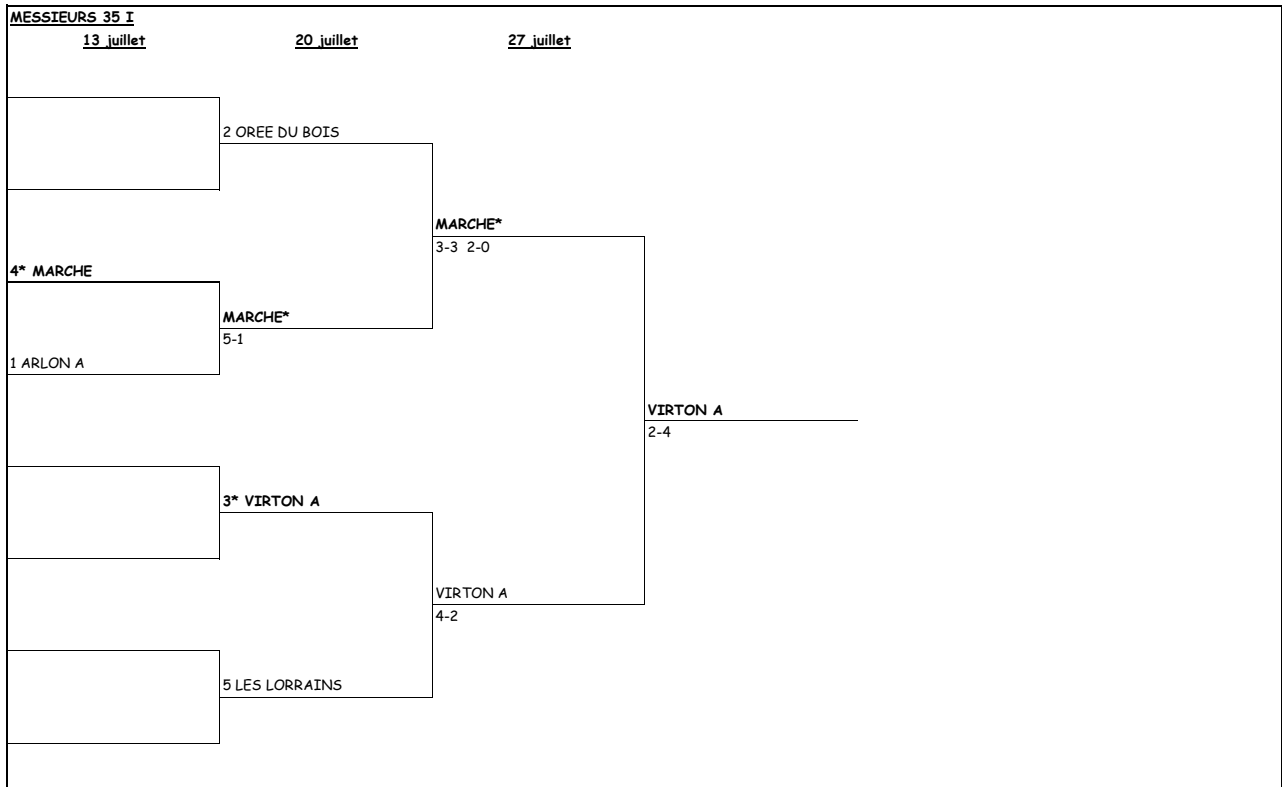 MESSIEURS 35 I
13 juillet 20 juillet 27 juillet
2 OREE DU BOIS
MARCHE*
3-3 2-0
4* MARCHE
MARCHE*
5-1
1 ARLON A
VIRTON A
2-4
3* VIRTON A
VIRTON A
4-2
5 LES LORRAINS